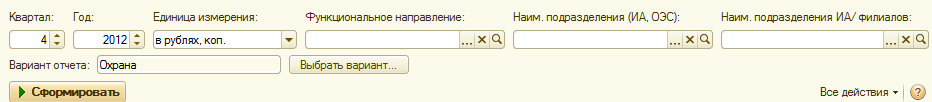 Квартал: Год: Единица измерения: Функциональное направление: Наим. подразделения (ИА, ОЭС): Наим. подразделения ИА/ филиалов:
4 2012 в рублях, коп. ... ... ...
Вариант отчета: Охрана Выбрать вариант...
Сформировать Все действия ?